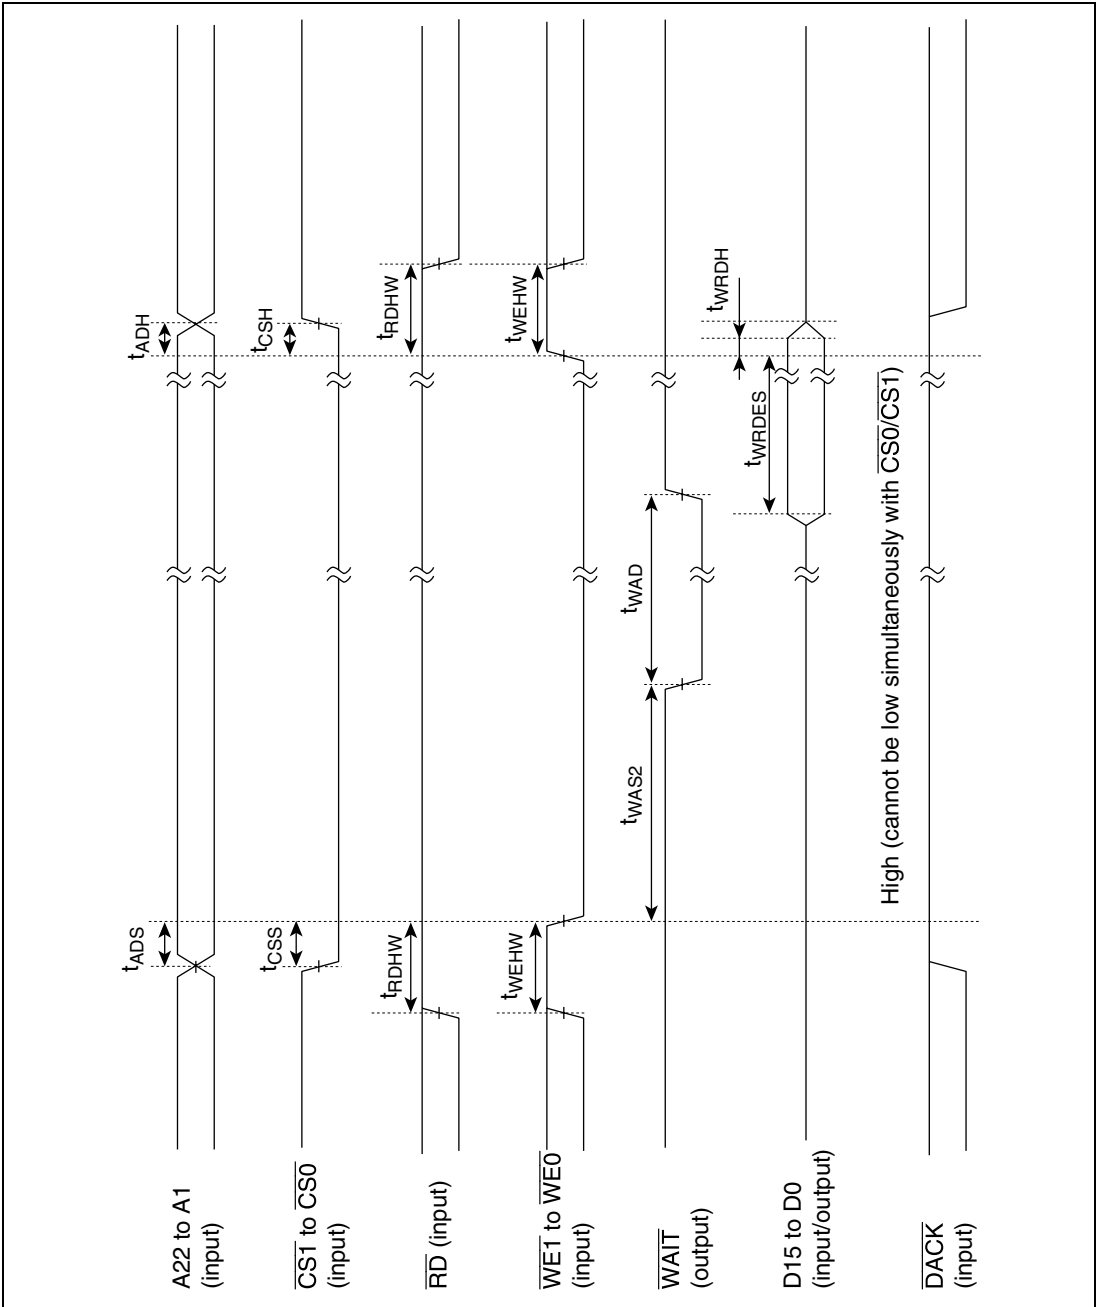 A22 to A1
(input)
tADS
tADH
CS1 to CS0
(input)
tCSS
tCSH
RD (input)
tRDHW
tRDHW
WE1 to WE0
(input)
tWEHW
tWEHW
WAIT
(output)
tWAS2
tWAD
D15 to D0
(input/output)
tWRDES
tWRDH
High (cannot be low simultaneously with CS0/CS1)
DACK
(input)